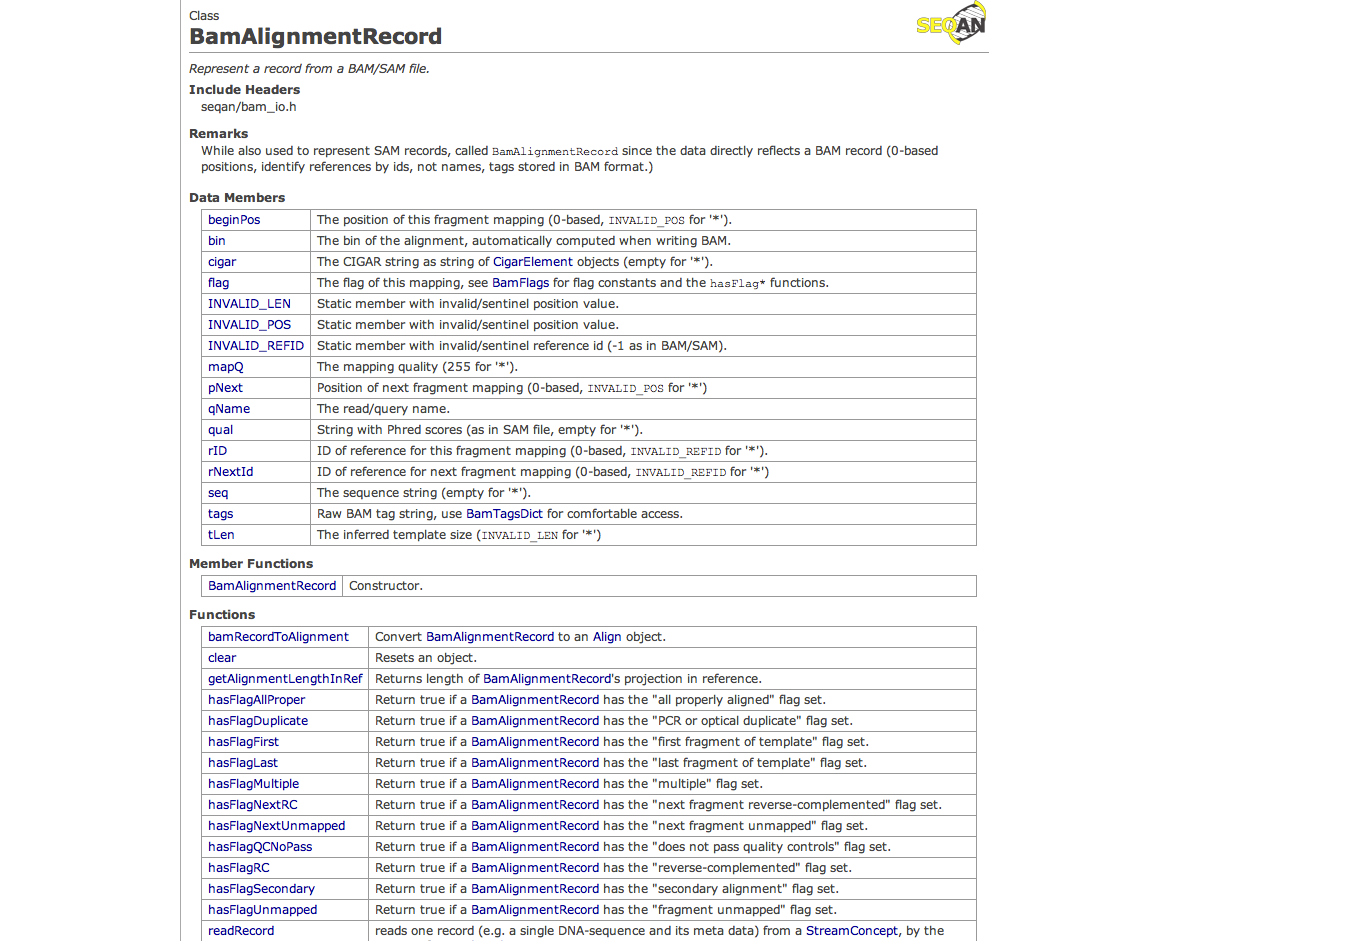 Class
BamAlignmentRecord
SEQAN
Represent a record from a BAM/SAM file.
Include Headers
seqan/bam_io.h
Remarks
While also used to represent SAM records, called BamAlignmentRecord since the data directly reflects a BAM record (0-based
positions, identify references by ids, not names, tags stored in BAM format.)
Data Members
beginPos The position of this fragment mapping (0-based, INVALID_POS for '*').
bin The bin of the alignment, automatically computed when writing BAM.
cigar The CIGAR string as string of CigarElement objects (empty for '*').
flag The flag of this mapping, see BamFlags for flag constants and the hasFlag* functions.
INVALID_LEN Static member with invalid/sentinel position value.
INVALID_POS Static member with invalid/sentinel position value.
INVALID_REFID Static member with invalid/sentinel reference id (-1 as in BAM/SAM).
mapQ The mapping quality (255 for '*').
pNext Position of next fragment mapping (0-based, INVALID_POS for '*')
qName The read/query name.
qual String with Phred scores (as in SAM file, empty for '*').
rID ID of reference for this fragment mapping (0-based, INVALID_REFID for '*').
rNextId ID of reference for next fragment mapping (0-based, INVALID_REFID for '*')
seq The sequence string (empty for '*').
tags Raw BAM tag string, use BamTagsDict for comfortable access.
tLen The inferred template size (INVALID_LEN for '*')
Member Functions
BamAlignmentRecord Constructor.
Functions
bamRecordToAlignment Convert BamAlignmentRecord to an Align object.
clear Resets an object.
getAlignmentLengthInRef Returns length of BamAlignmentRecord's projection in reference.
hasFlagAllProper Return true if a BamAlignmentRecord has the "all properly aligned" flag set.
hasFlagDuplicate Return true if a BamAlignmentRecord has the "PCR or optical duplicate" flag set.
hasFlagFirst Return true if a BamAlignmentRecord has the "first fragment of template" flag set.
hasFlagLast Return true if a BamAlignmentRecord has the "last fragment of template" flag set.
hasFlagMultiple Return true if a BamAlignmentRecord has the "multiple" flag set.
hasFlagNextRC Return true if a BamAlignmentRecord has the "next fragment reverse-complemented" flag set.
hasFlagNextUnmapped Return true if a BamAlignmentRecord has the "next fragment unmapped" flag set.
hasFlagQCNoPass Return true if a BamAlignmentRecord has the "does not pass quality controls" flag set.
hasFlagRC Return true if a BamAlignmentRecord has the "reverse-complemented" flag set.
hasFlagSecondary Return true if a BamAlignmentRecord has the "secondary alignment" flag set.
hasFlagUnmapped Return true if a BamAlignmentRecord has the "fragment unmapped" flag set.
readRecord reads one record (e.g. a single DNA-sequence and its meta data) from a StreamConcept, by the